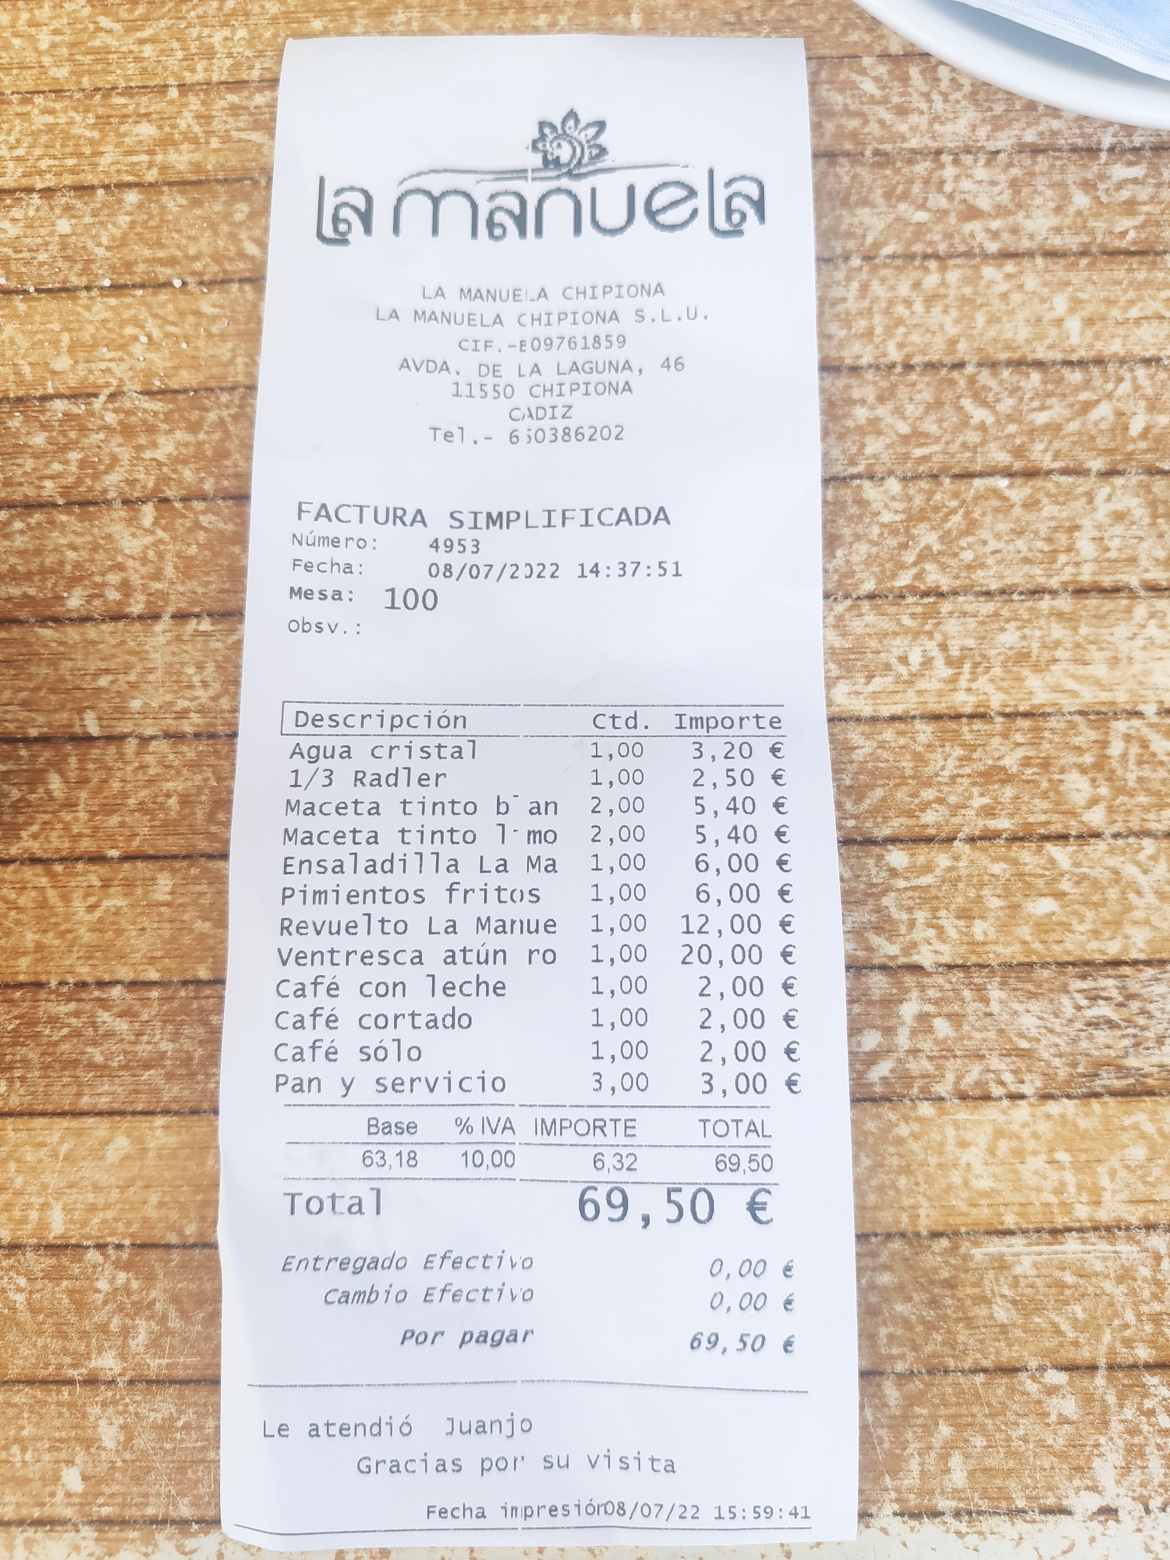 la manuela
LA MANUELA CHIPIONA
LA MANUELA CHIPIONA S.L.U.
AVDA. DE LA LAGUNA, 46
11550 CHIPIONA
CADIZ
Tel.-
FACTURA SIMPLIFICADA
Número: 4953
Fecha: 08/07/2022 14:37:51
Mesa: 100
Obsv.:
Descripción Ctd. Importe
Agua cristal 1,00 3,20 €
1/3 Radler 1,00 2,50 €
Maceta tinto 2,00 5,40 €
Maceta tinto 2,00 5,40 €
Ensaladilla La Ma 1,00 6,00 €
Pimientos fritos 1,00 6,00 €
Revuelto La Manue 1,00 12,00 €
Ventresca atún ro 1,00 20,00 €
Café con leche 1,00 2,00 €
Café cortado 1,00 2,00 €
Café sólo 1,00 2,00 €
Pan y servicio 3,00 3,00 €
Base % IVA IMPORTE TOTAL
63,18 10,00 6,32 69,50
Total 69,50 €
Entregado Efectivo 0,00 €
Cambio Efectivo 0,00 €
Por pagar 69,50 €
Le atendió Juanjo
Gracias por su visita
Fecha impresión08/07/22 15:59:41